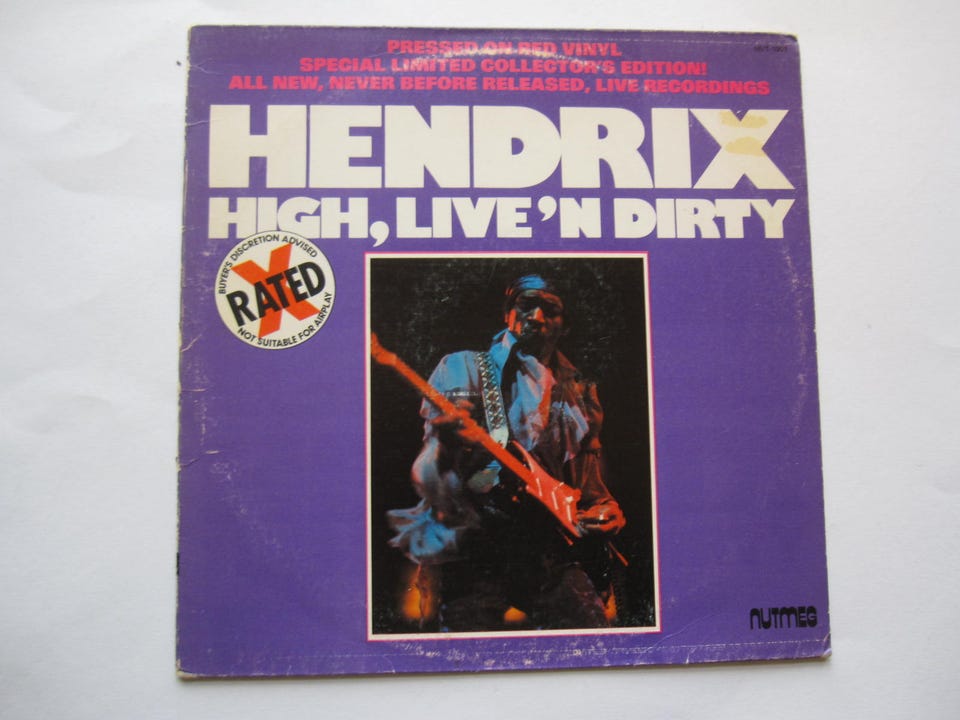 PRESSED ON RED VINYL
SPECIAL LIMITED COLLECTOR'S EDITION!
ALL NEW, NEVER BEFORE RELEASED, LIVE RECORDINGS
HENDRIX
HIGH, LIVE 'N DIRTY
BUYER'S DISCRETION ADVISED
X
RATED
NOT SUITABLE FOR AIRPLAY
NUTMEG